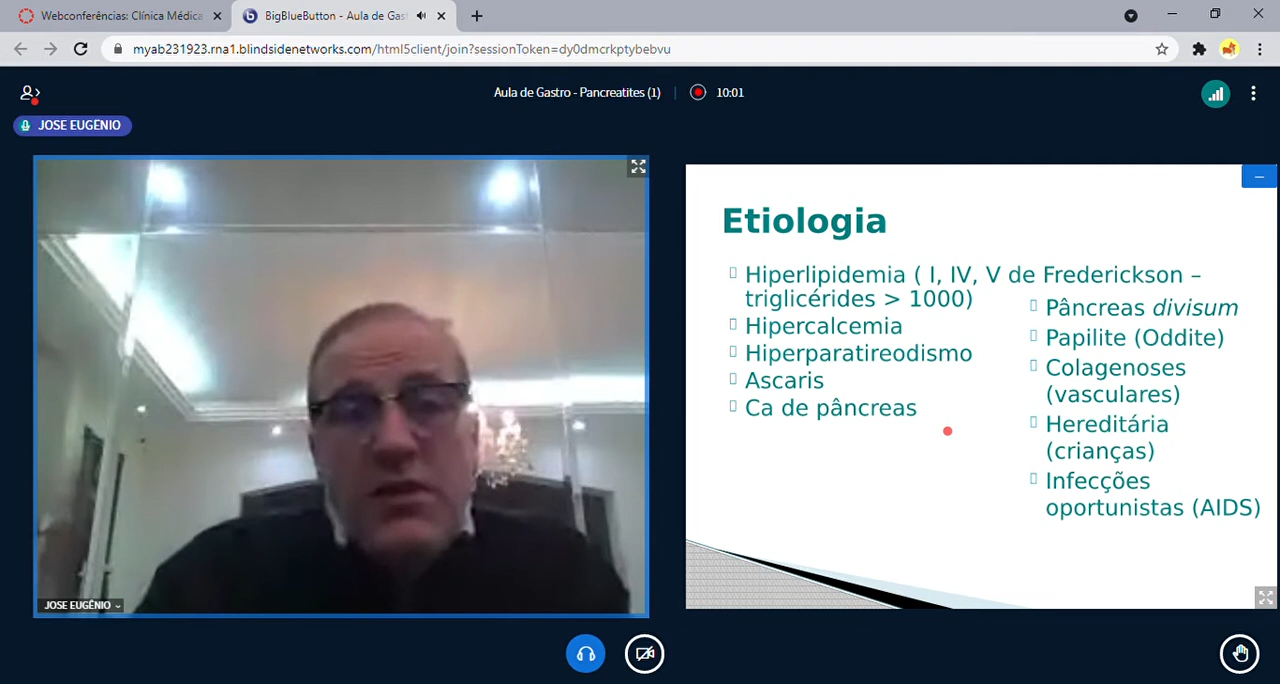 Webconferências: Clínica Médica
BigBlueButton - Aula de Gas
myab231923.rna1.blindsidenetworks.com/html5client/join?sessionToken=dy0dmcrkptybebvu
Aula de Gastro - Pancreatites (1)
10:01
JOSE EUGÊNIO
JOSE EUGÊNIO
Etiologia
Hiperlipidemia ( I, IV, V de Frederickson –
triglicérides > 1000)
Hipercalcemia
Hiperparatireodismo
Ascaris
Ca de pâncreas
Pâncreas divisum
Papilite (Oddite)
Colagenoses
(vasculares)
Hereditária
(crianças)
Infecções
oportunistas (AIDS)